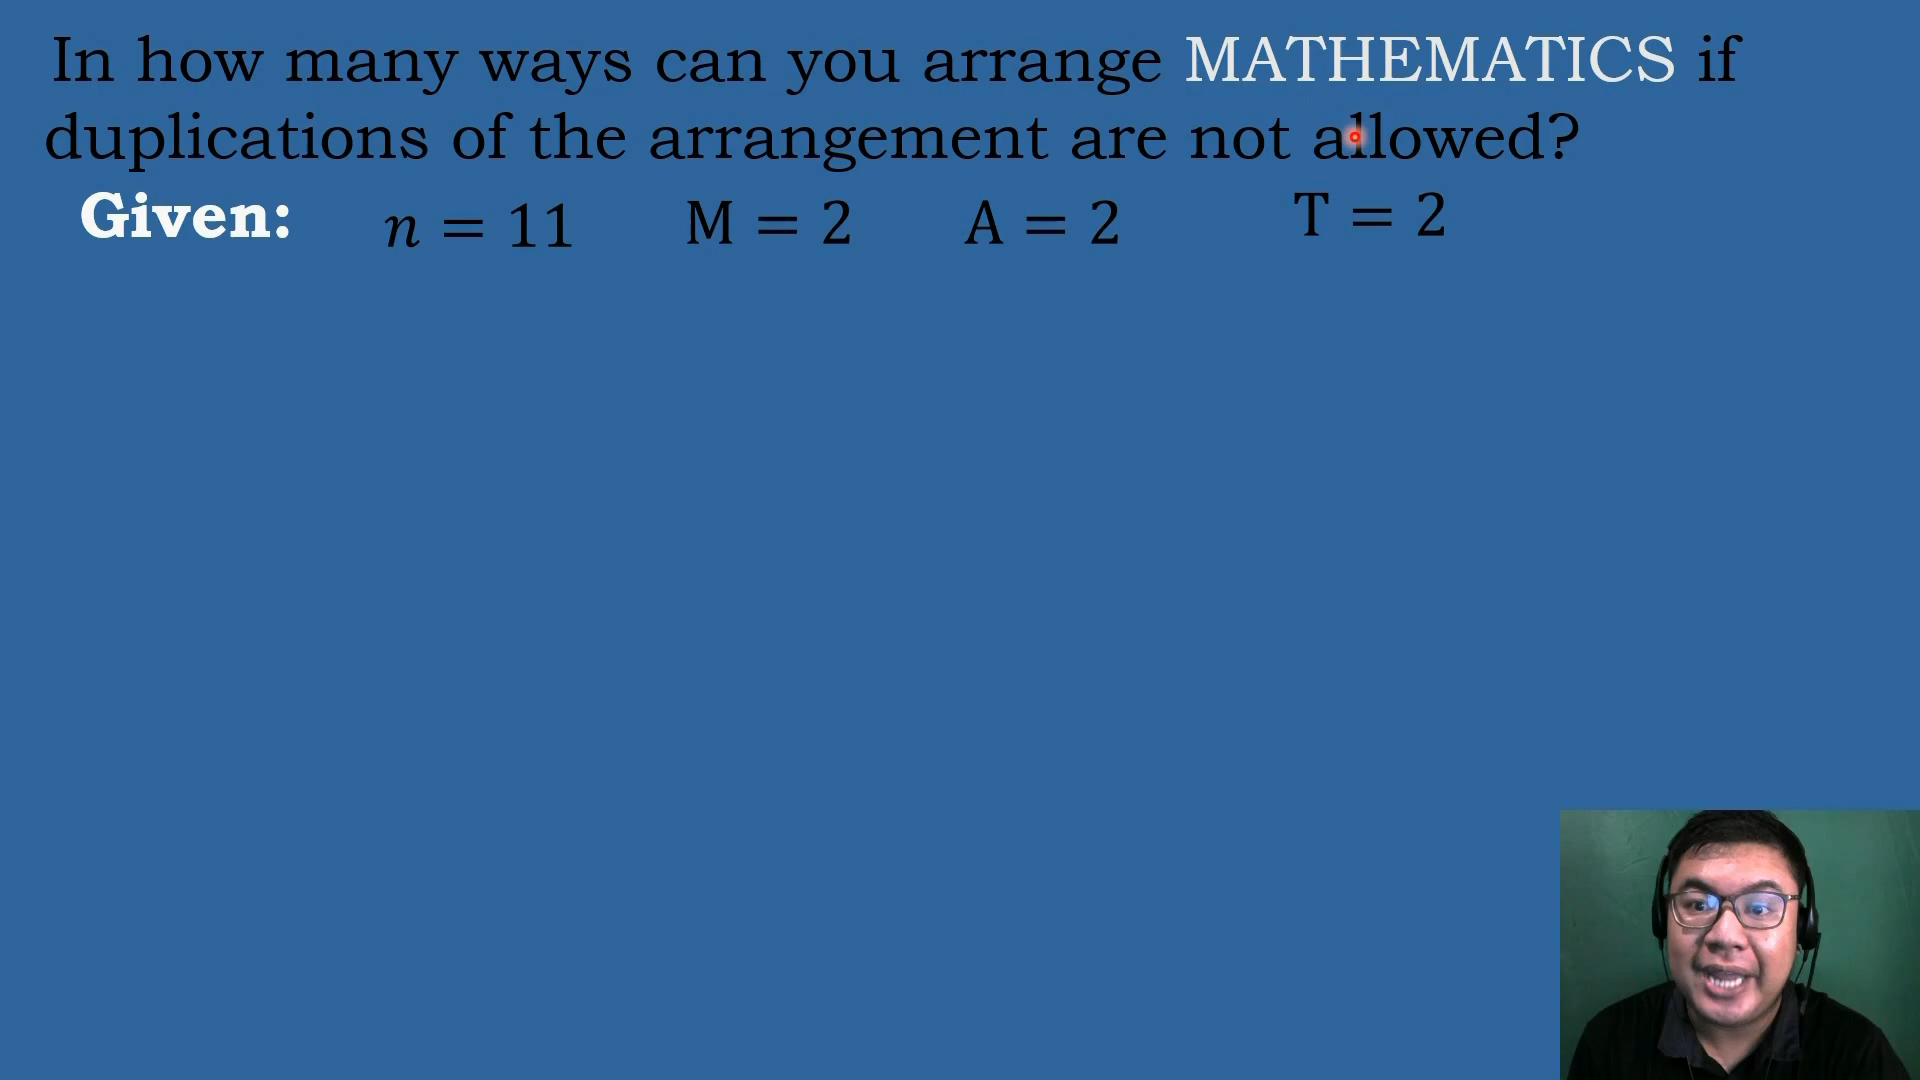 In how many ways can you arrange MATHEMATICS if
duplications of the arrangement are not allowed?
Given: n = 11 M = 2 A = 2 T = 2